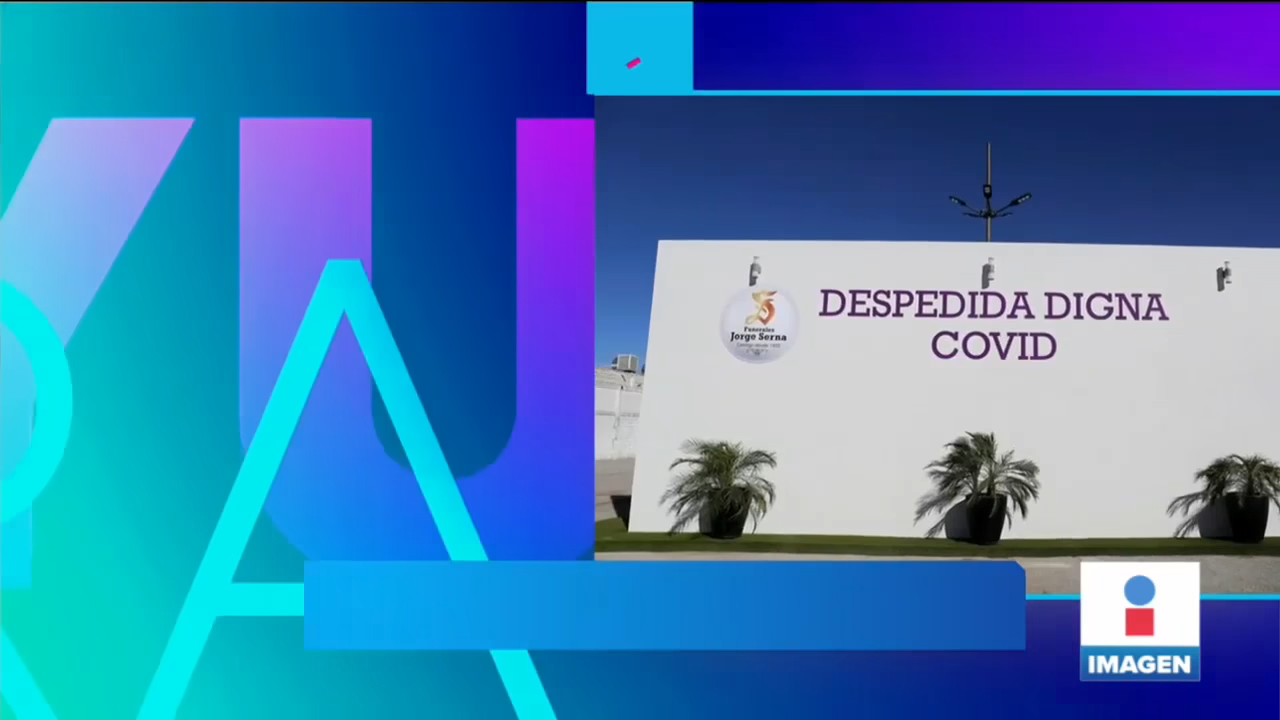 DESPEDIDA DIGNA
COVID
Funerales
Jorge Serna
IMAGEN